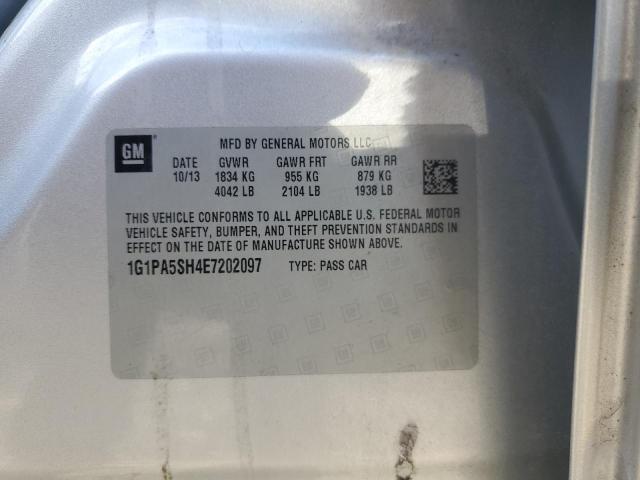 GM
MFD BY GENERAL MOTORS LLC
DATE GVWR GAWR FRT GAWR RR
10/13 1834 KG 955 KG 879 KG
4042 LB 2104 LB 1938 LB
THIS VEHICLE CONFORMS TO ALL APPLICABLE U.S. FEDERAL MOTOR
VEHICLE SAFETY, BUMPER, AND THEFT PREVENTION STANDARDS IN
EFFECT ON THE DATE OF MANUFACTURE SHOWN ABOVE.
1G1PA5SH4E7202097 TYPE: PASS CAR